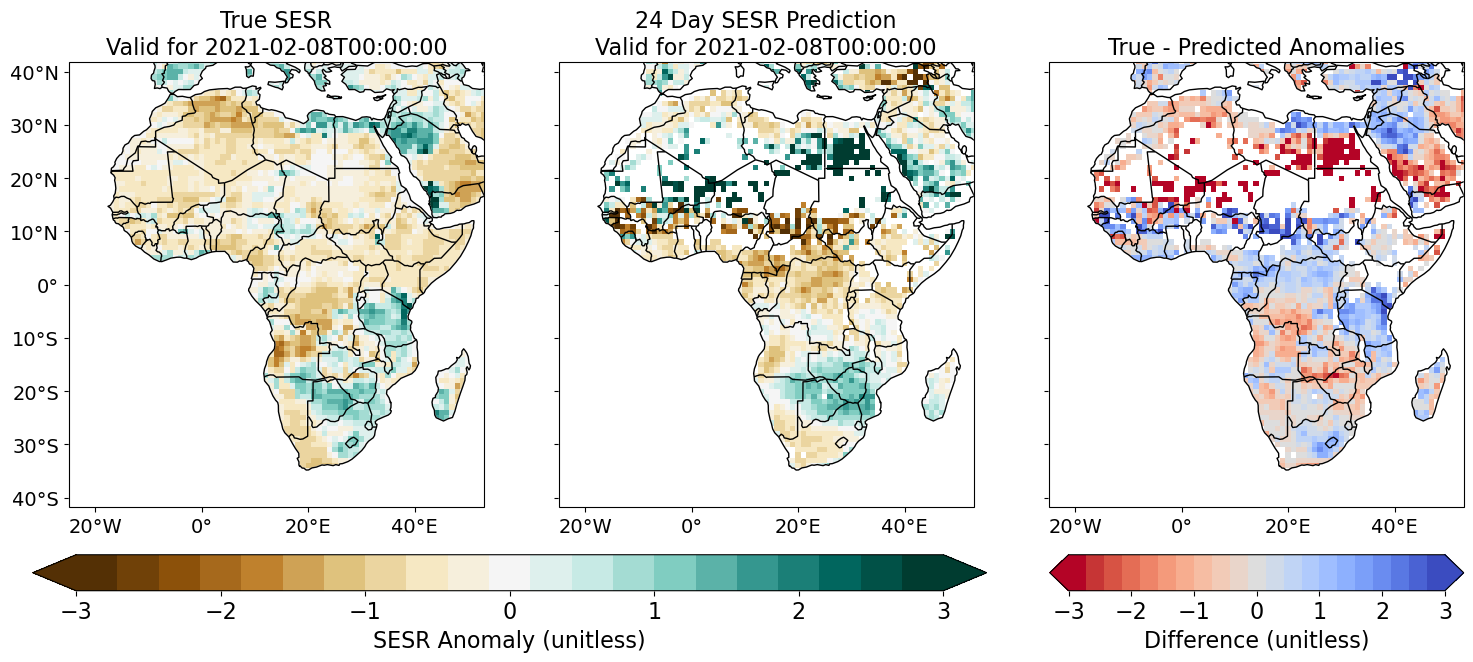 True SESR
Valid for 2021-02-08T00:00:00
24 Day SESR Prediction
Valid for 2021-02-08T00:00:00
True - Predicted Anomalies
40°N
30°N
20°N
10°N
0°
10°S
20°S
30°S
40°S
20°W 0° 20°E 40°E
20°W 0° 20°E 40°E
20°W 0° 20°E 40°E
−3 −2 −1 0 1 2 3
SESR Anomaly (unitless)
−3 −2 −1 0 1 2 3
Difference (unitless)